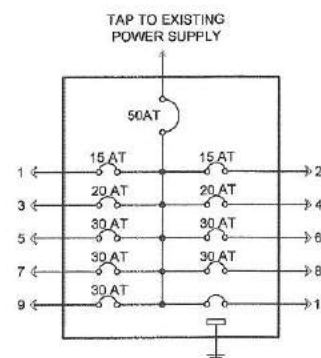 TAP TO EXISTING
POWER SUPPLY
50AT
15 AT 15 AT
1 2
20 AT 20 AT
3 4
30 AT 30 AT
5 6
30 AT 30 AT
7 8
30 AT
9